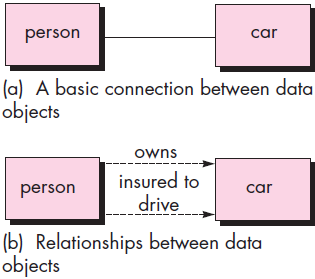 person
car
(a) A basic connection between data
objects
owns
person
insured to
drive
car
(b) Relationships between data
objects